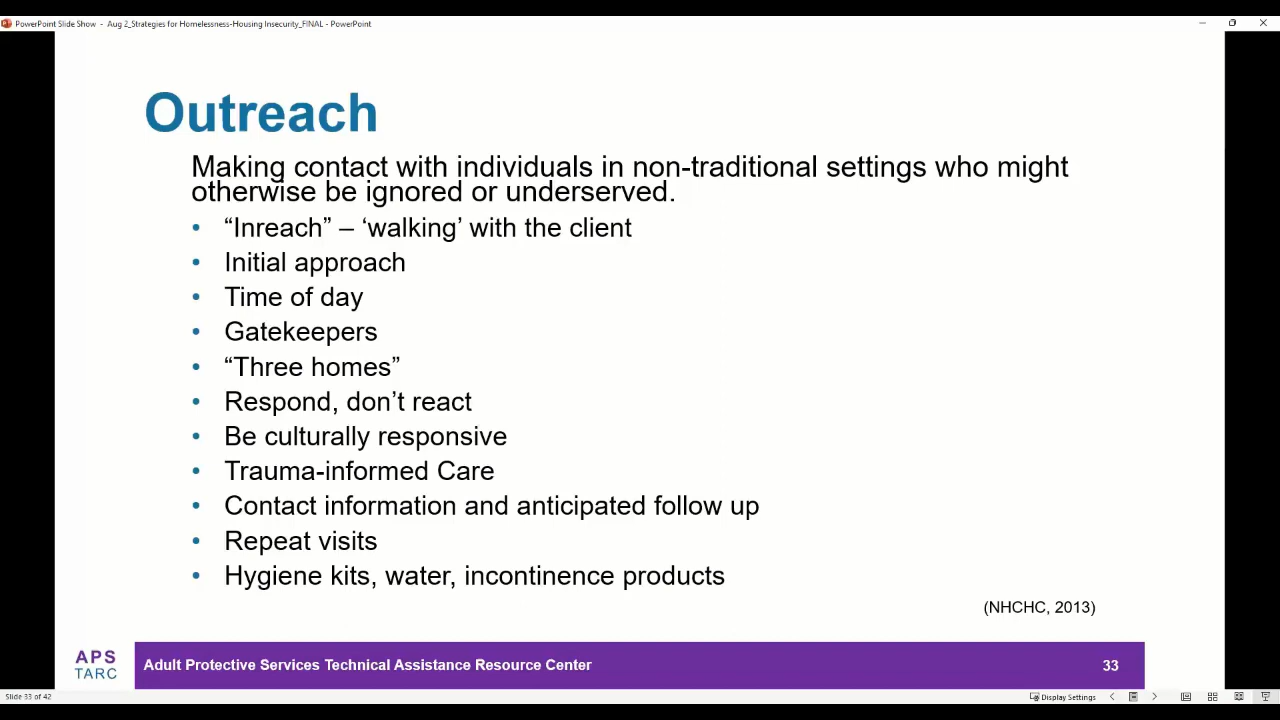 PowerPoint Slide Show - Aug 2_Strategies for Homelessness-Housing Insecurity_FINAL - PowerPoint
Outreach
Making contact with individuals in non-traditional settings who might
otherwise be ignored or underserved.
• “Inreach” – ‘walking’ with the client
• Initial approach
• Time of day
• Gatekeepers
• “Three homes”
• Respond, don’t react
• Be culturally responsive
• Trauma-informed Care
• Contact information and anticipated follow up
• Repeat visits
• Hygiene kits, water, incontinence products
(NHCHC, 2013)
APS
TARC
Adult Protective Services Technical Assistance Resource Center
33
Slide 33 of 42
Display Settings